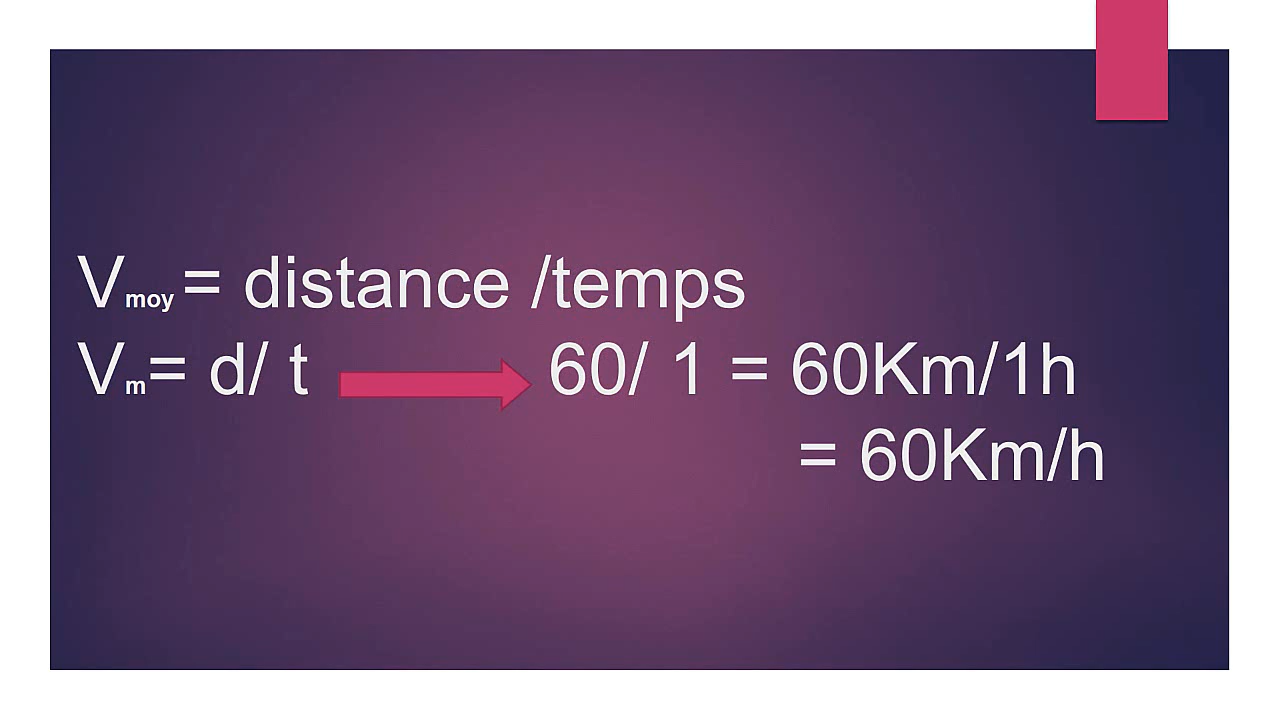 Vmoy = distance /temps
Vm= d/ t 60/ 1 = 60Km/1h
= 60Km/h